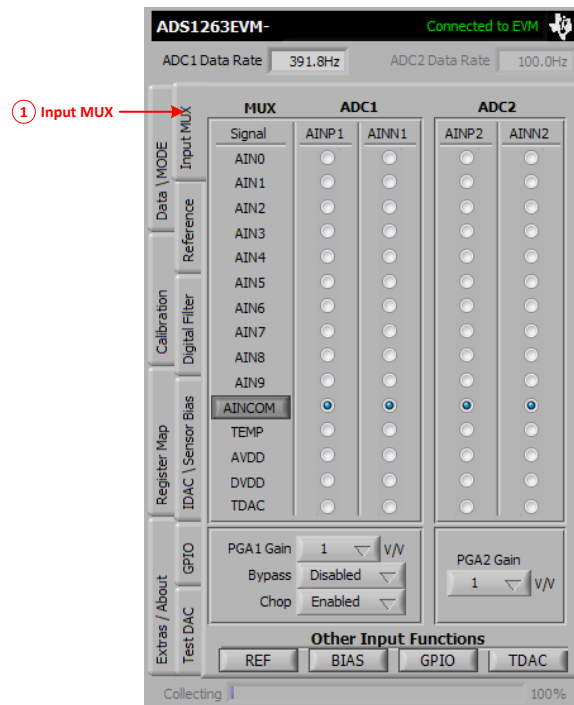 ADS1263EVM-
Connected to EVM
ADC1 Data Rate 391.8Hz ADC2 Data Rate 100.0Hz
1 Input MUX
Data \ MODE
Calibration
Register Map
Extras / About
Input MUX
Reference
Digital Filter
IDAC \ Sensor Bias
GPIO
Test DAC
MUX ADC1 ADC2
Signal AINP1 AINN1 AINP2 AINN2
AIN0
AIN1
AIN2
AIN3
AIN4
AIN5
AIN6
AIN7
AIN8
AIN9
AINCOM
TEMP
AVDD
DVDD
TDAC
PGA1 Gain 1 V/V
Bypass Disabled
Chop Enabled
PGA2 Gain
1 V/V
Other Input Functions
REF BIAS GPIO TDAC
Collecting 100%